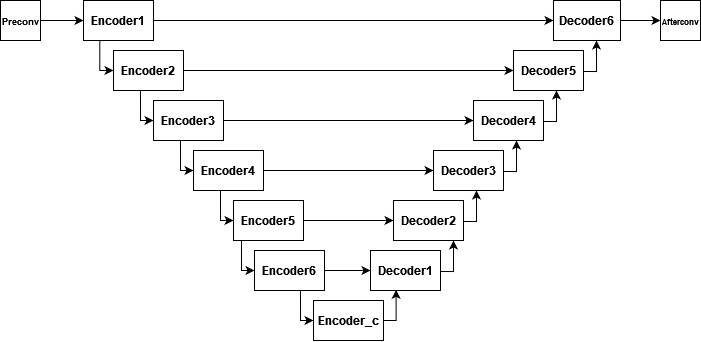 Preconv
Encoder1
Decoder6
Afterconv
Encoder2
Decoder5
Encoder3
Decoder4
Encoder4
Decoder3
Encoder5
Decoder2
Encoder6
Decoder1
Encoder_c